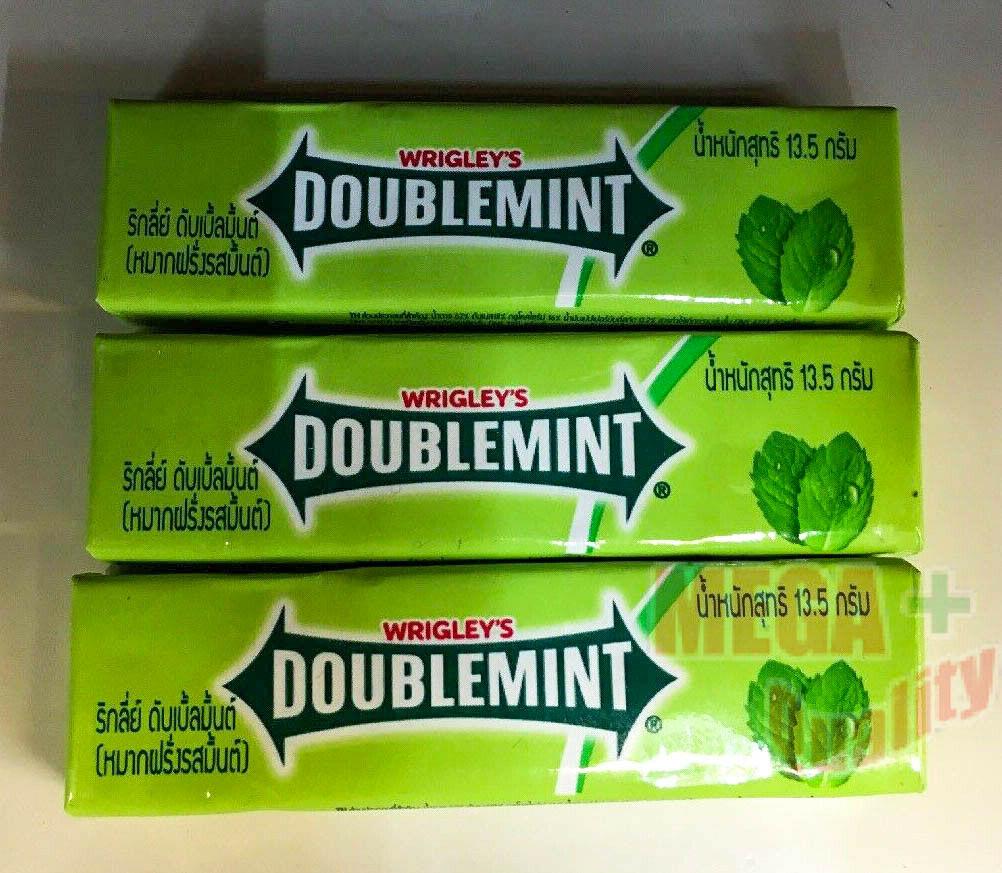 WRIGLEY'S
DOUBLEMINT
®
น้ำหนักสุทธิ 13.5 กรัม
ริกลี่ย์ ดับเบิ้ลมิ้นต์
(หมากฝรั่งรสมิ้นต์)
WRIGLEY'S
DOUBLEMINT
®
น้ำหนักสุทธิ 13.5 กรัม
ริกลี่ย์ ดับเบิ้ลมิ้นต์
(หมากฝรั่งรสมิ้นต์)
WRIGLEY'S
DOUBLEMINT
®
น้ำหนักสุทธิ 13.5 กรัม
ริกลี่ย์ ดับเบิ้ลมิ้นต์
(หมากฝรั่งรสมิ้นต์)
MEGA +
Quality